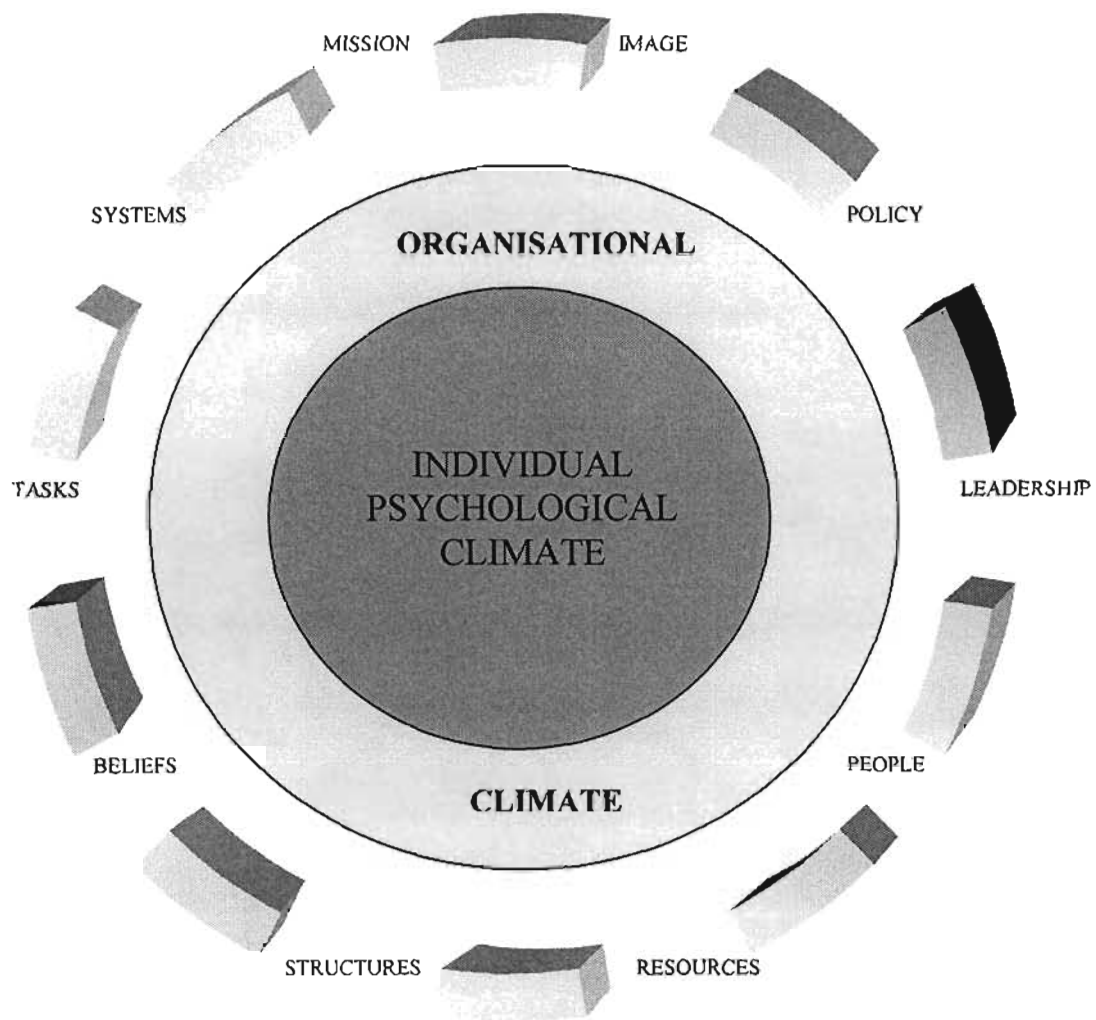 MISSION
IMAGE
SYSTEMS
POLICY
ORGANISATIONAL
INDIVIDUAL
PSYCHOLOGICAL
CLIMATE
TASKS
LEADERSHIP
BELIEFS
PEOPLE
CLIMATE
STRUCTURES
RESOURCES